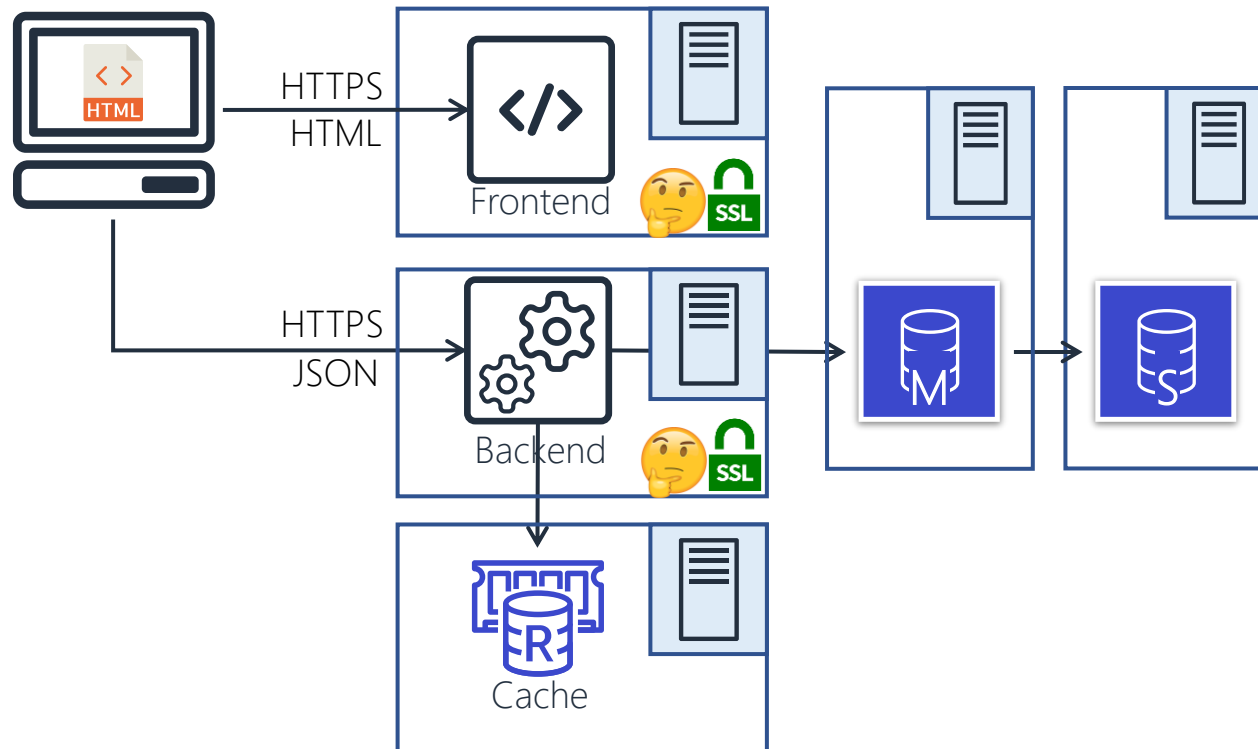 HTML
HTTPS
HTML
</>
Frontend
SSL
HTTPS
JSON
Backend
SSL
M
S
R
Cache